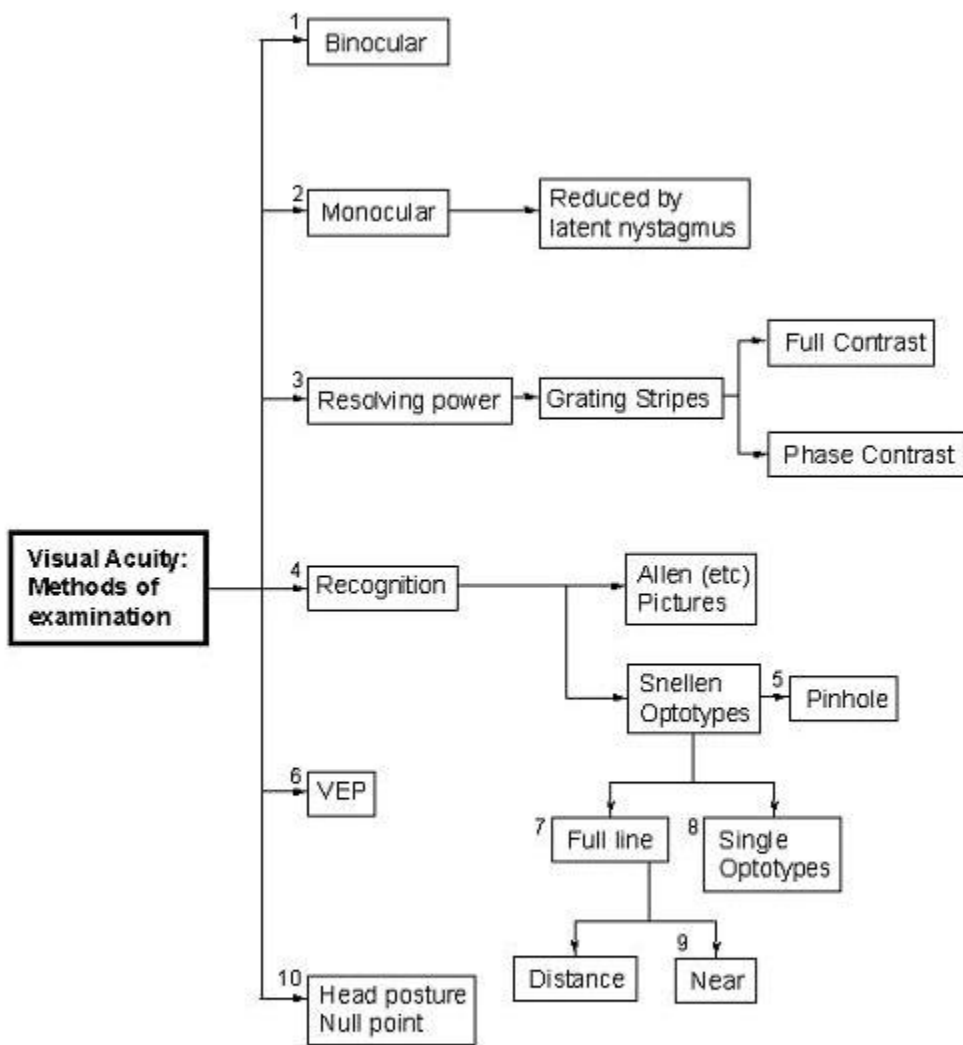 1
Binocular
2
Monocular
Reduced by
latent nystagmus
3
Resolving power
Grating Stripes
Full Contrast
Phase Contrast
Visual Acuity:
Methods of
examination
4
Recognition
Allen (etc)
Pictures
Snellen
Optotypes
5
Pinhole
6
VEP
7
Full line
8
Single
Optotypes
Distance
9
Near
10
Head posture
Null point